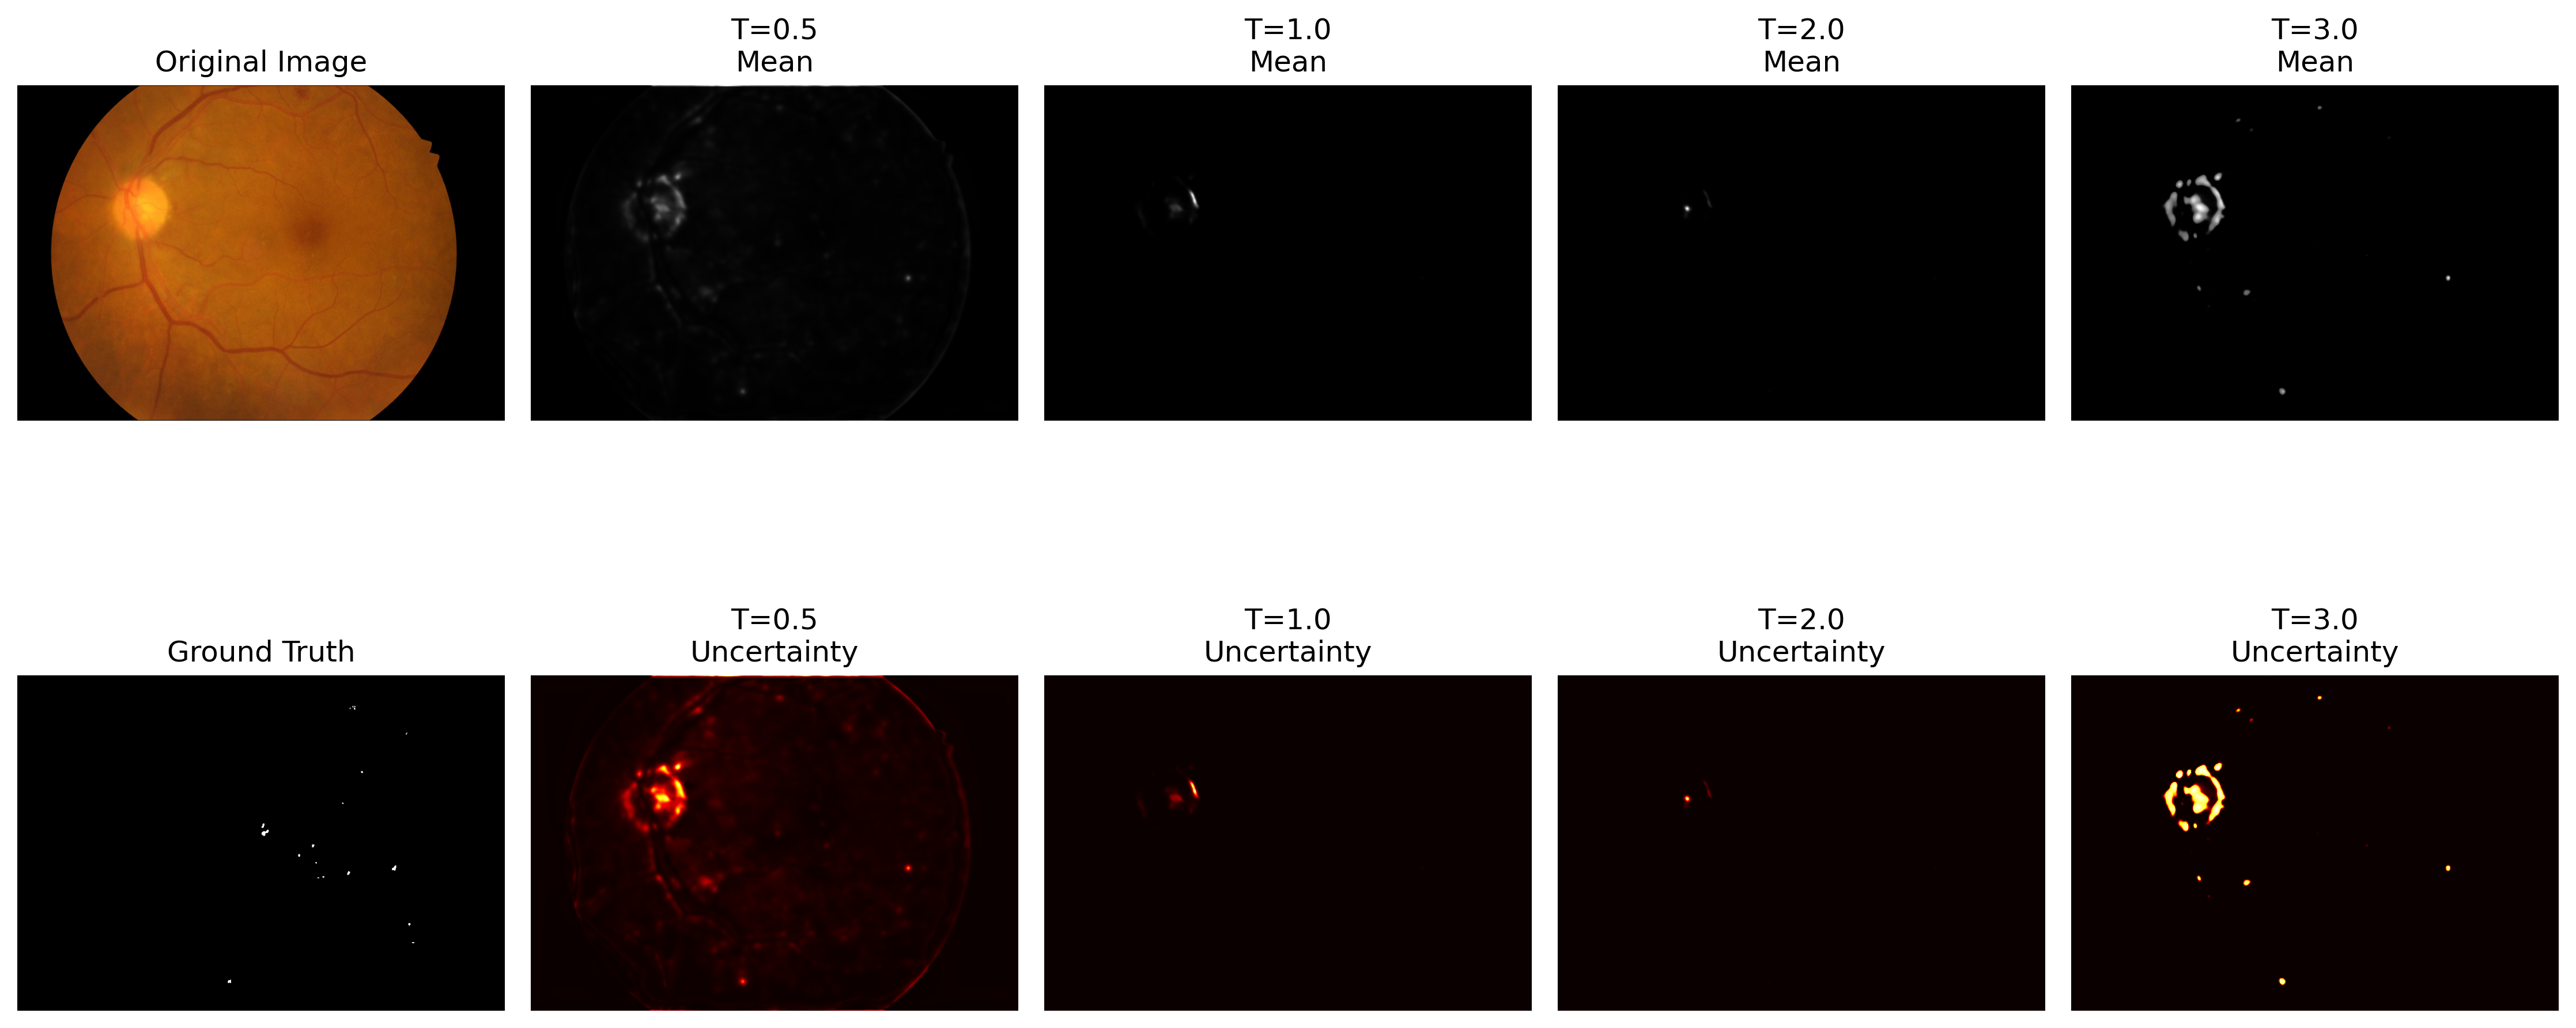 Original Image
T=0.5
Mean
T=1.0
Mean
T=2.0
Mean
T=3.0
Mean
Ground Truth
T=0.5
Uncertainty
T=1.0
Uncertainty
T=2.0
Uncertainty
T=3.0
Uncertainty